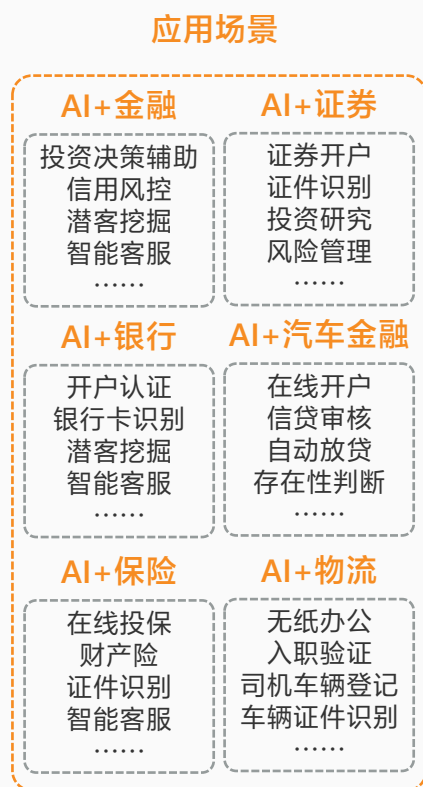 应用场景
AI+金融
投资决策辅助
信用风控
潜客挖掘
智能客服
……
AI+证券
证券开户
证件识别
投资研究
风险管理
……
AI+银行
开户认证
银行卡识别
潜客挖掘
智能客服
……
AI+汽车金融
在线开户
信贷审核
自动放贷
存在性判断
……
AI+保险
在线投保
财产险
证件识别
智能客服
……
AI+物流
无纸办公
入职验证
司机车辆登记
车辆证件识别
……